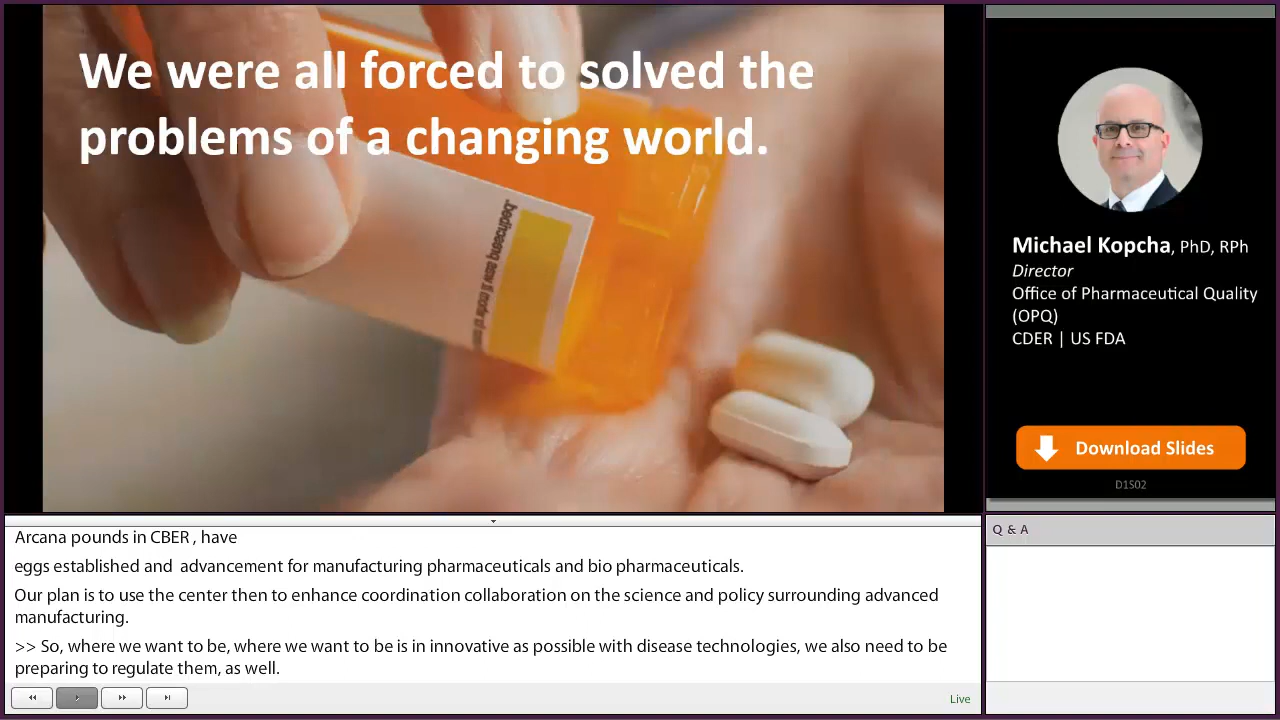 We were all forced to solved the
problems of a changing world.
Michael Kopcha, PhD, RPh
Director
Office of Pharmaceutical Quality
(OPQ)
CDER | US FDA
Download Slides
D1S02
Arcana pounds in CBER , have
eggs established and advancement for manufacturing pharmaceuticals and bio pharmaceuticals.
Our plan is to use the center then to enhance coordination collaboration on the science and policy surrounding advanced
manufacturing.
>> So, where we want to be, where we want to be is in innovative as possible with disease technologies, we also need to be
preparing to regulate them, as well.
Live
Q & A